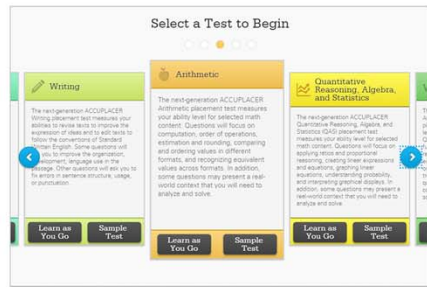 Select a Test to Begin
Writing
The next-generation ACCUPLACER
Writing placement test measures your
abilities to revise texts to improve the
expression of ideas and to edit texts to
follow the conventions of Standard
English. Some questions will
you to improve the organization,
development, language use in the
passage. Other questions will ask you to
fix errors in sentence structure, usage,
or punctuation.
Learn as
You Go
Sample
Test
Arithmetic
The next-generation ACCUPLACER
Arithmetic placement test measures
your ability level for selected math
content. Questions will focus on
computation, order of operations,
estimation and rounding, comparing
and ordering values in different
formats, and recognizing equivalent
values across formats. In addition,
some questions may present a real-
world context that you will need to
analyze and solve.
Learn as
You Go
Sample
Test
Quantitative
Reasoning, Algebra,
and Statistics
The next-generation ACCUPLACER
Quantitative Reasoning, Algebra, and
Statistics (QAS) placement test
measures your ability level for selected
math content. Questions will focus on
applying ratios and proportional
reasoning, creating linear expressions
and equations, graphing linear
equations, understanding probability,
and interpreting graphical displays. In
addition, some questions may present a
real-world context that you will need to
analyze and solve.
Learn as
You Go
Sample
Test